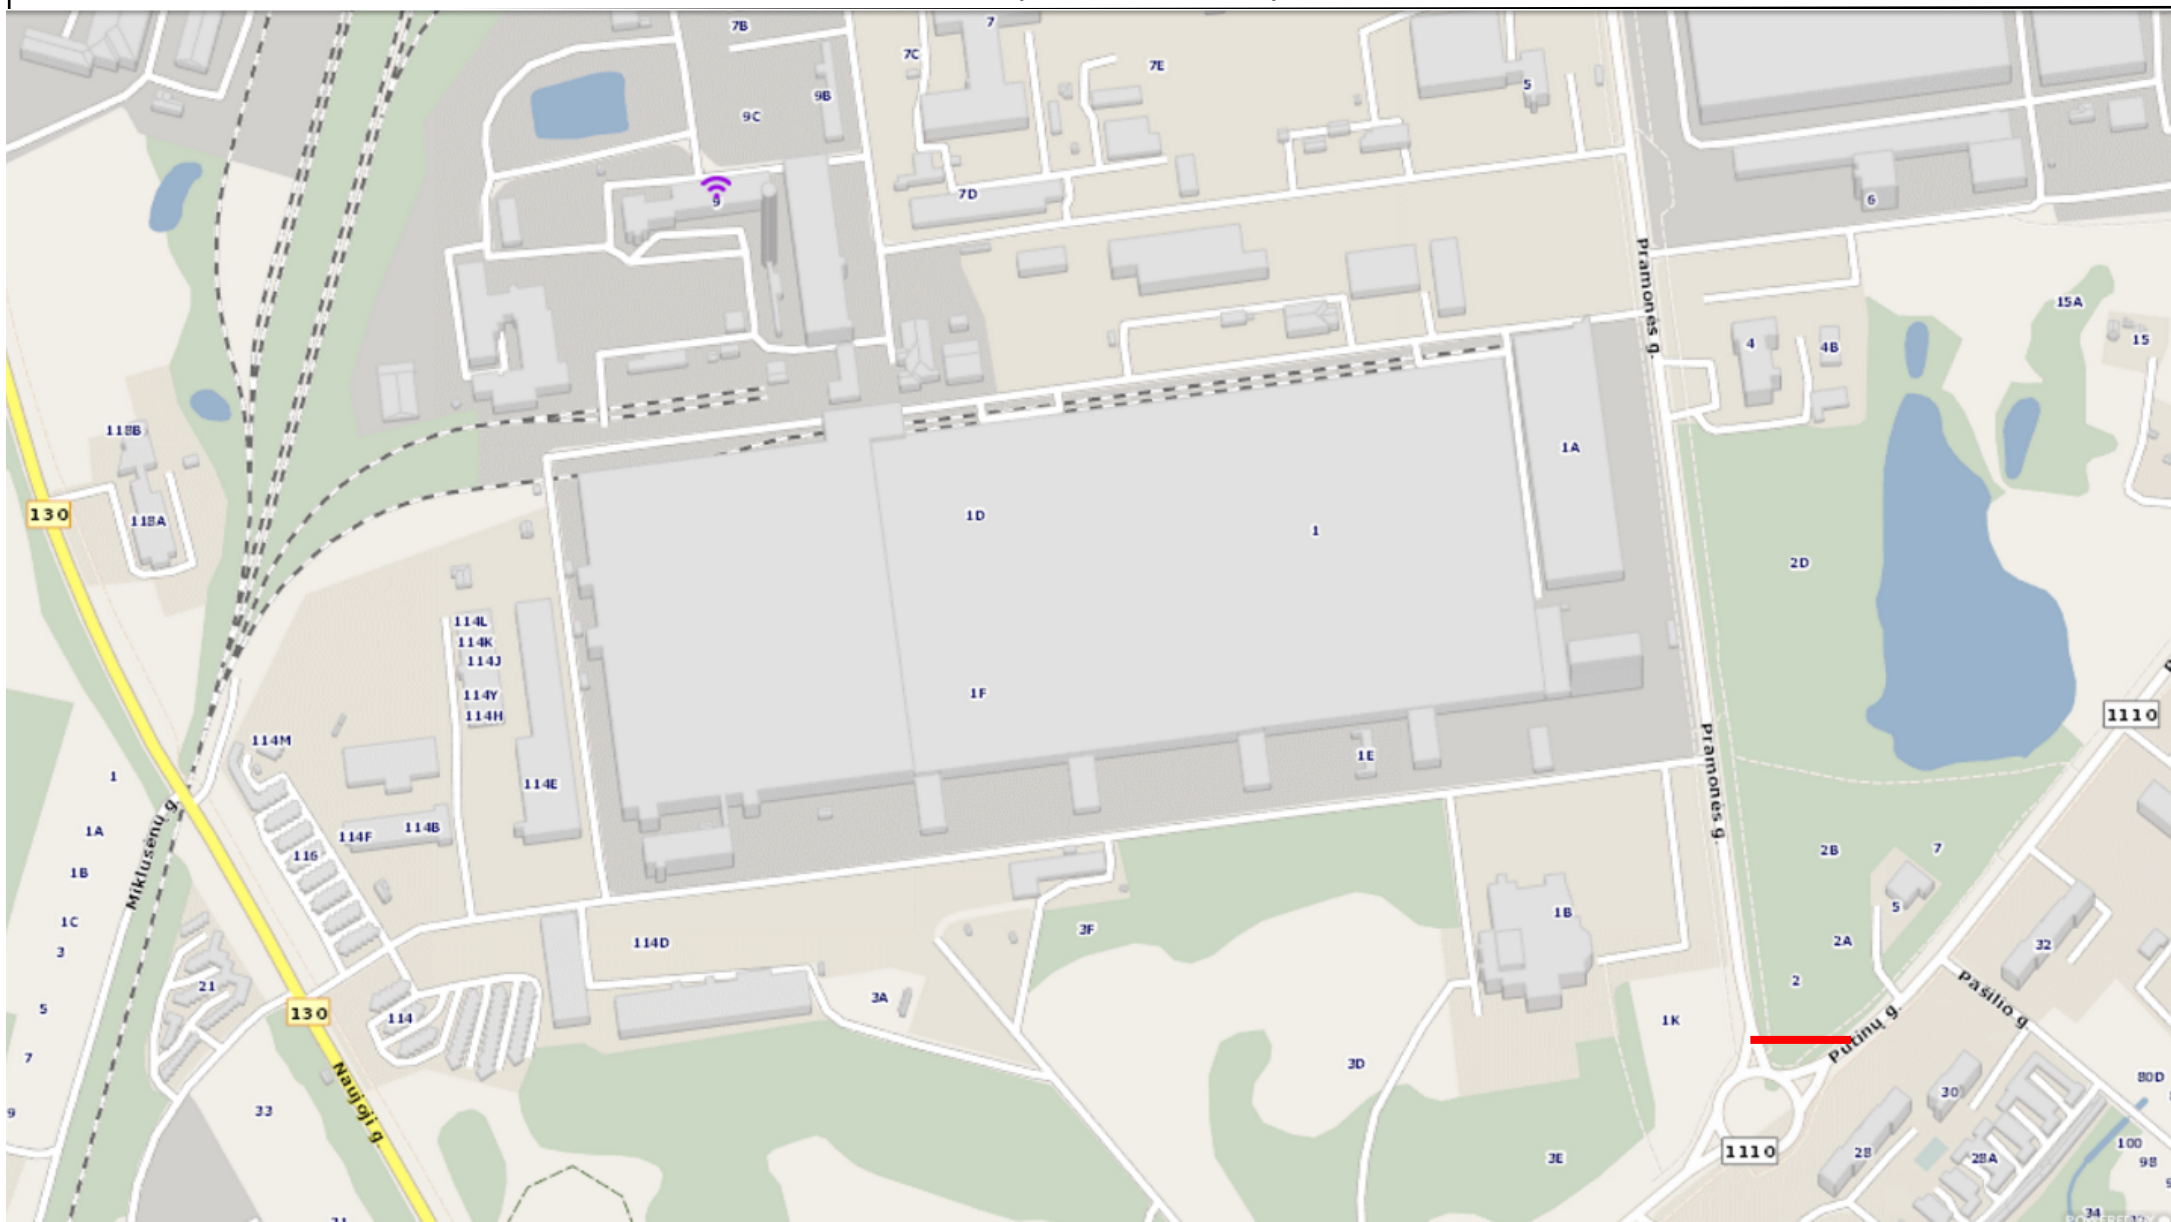 7B
7
7C
7E
5
9B
9C
9
7D
6
15A
15
Pramonės g.
4
4B
118B
1A
130
118A
1D
1
2D
114L
114K
114J
114Y
114H
1F
1110
114M
1
1E
Pramonės g.
114E
Miklusėnų g.
1A
114F
114B
116
2B
7
1B
5
1B
1C
3
114D
3F
2A
32
21
2
Pašilio g.
3A
5
130
114
1K
Putinų g.
7
3D
Naujoji g.
80D
30
9
33
100
1110
28
28A
98
3E
34